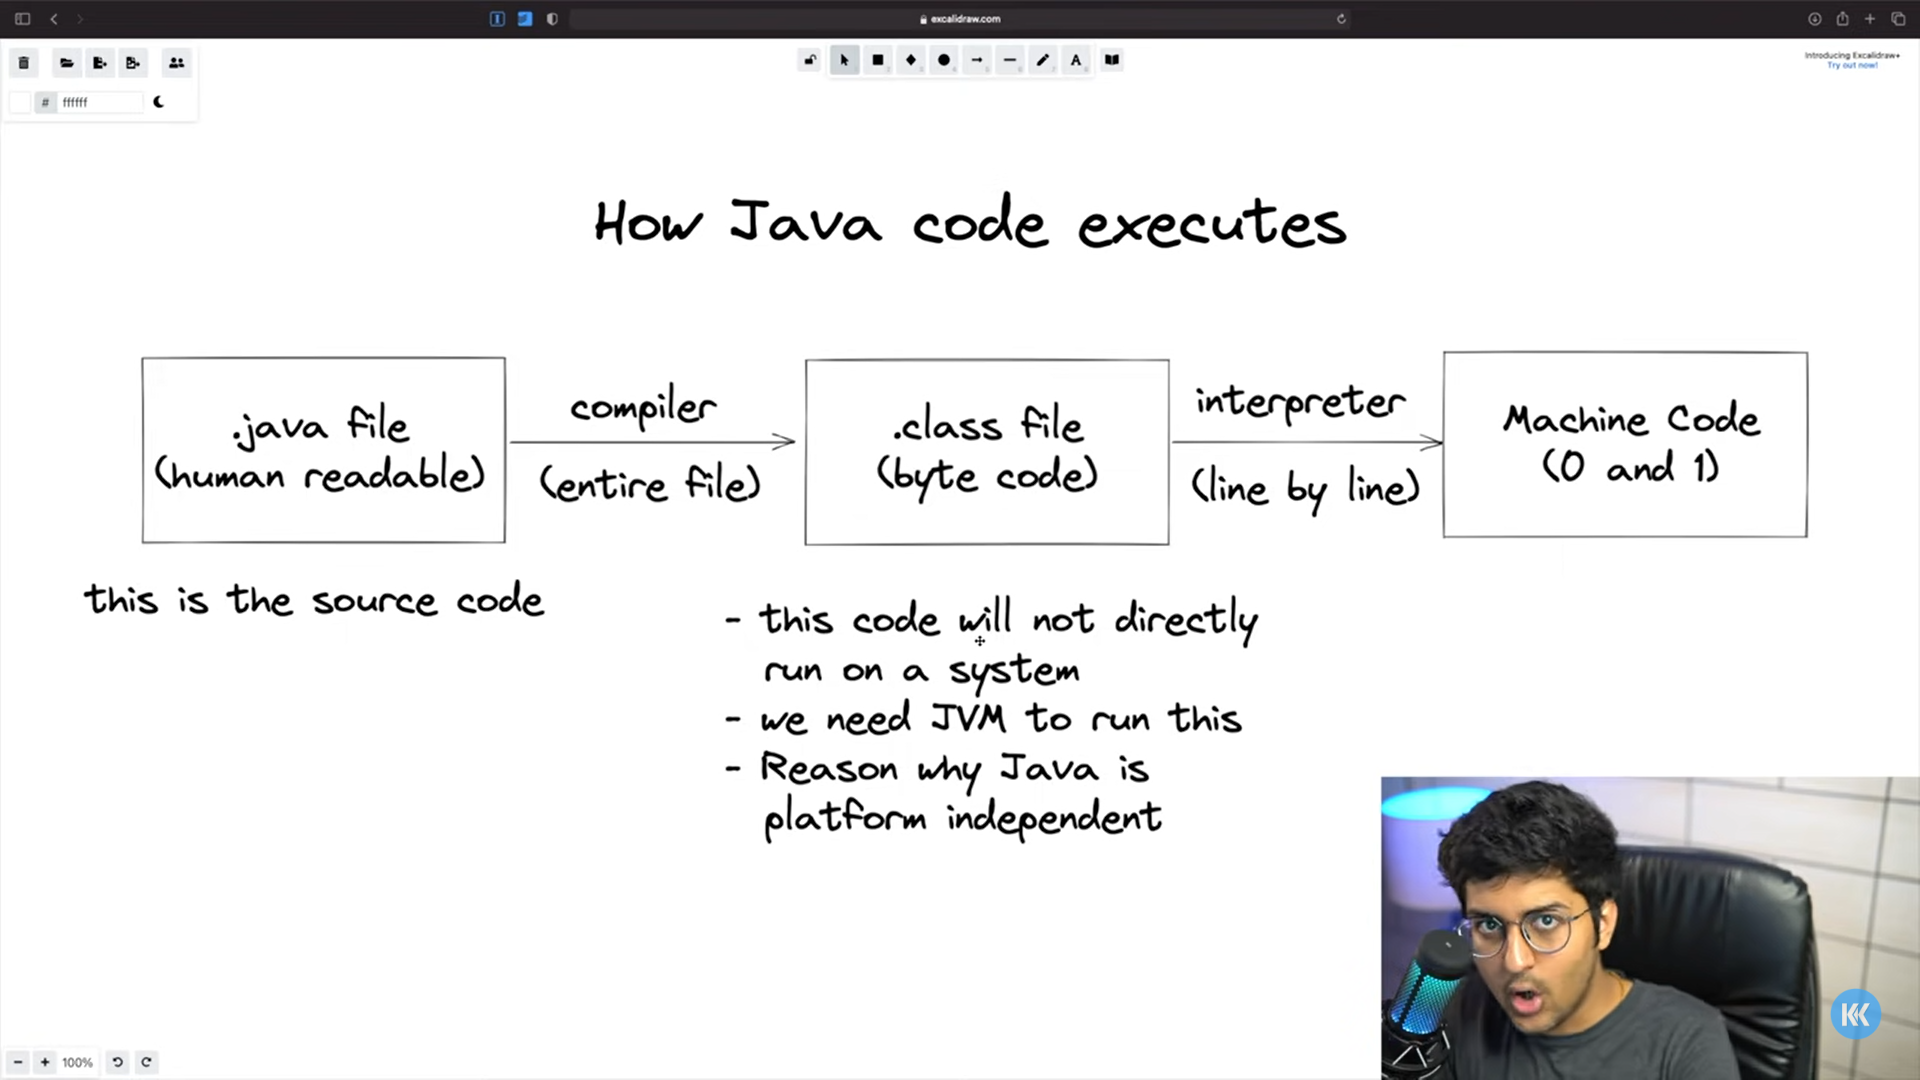 excalidraw.com
Introducing Excalidraw+
Try out now!
# ffffff
How Java code executes
.java file
(human readable)
compiler
(entire file)
.class file
(byte code)
interpreter
(line by line)
Machine Code
(0 and 1)
this is the source code
- this code will not directly
run on a system
- we need JVM to run this
- Reason why Java is
platform independent
KK
- + 100%